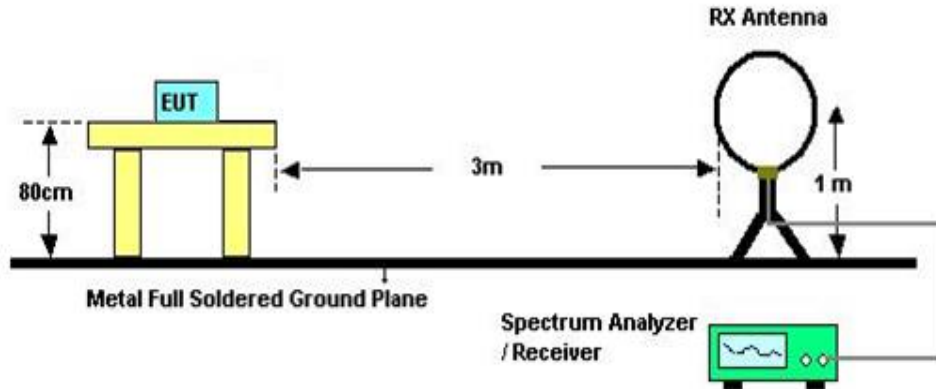 RX Antenna
EUT
80cm
3m
1 m
Metal Full Soldered Ground Plane
Spectrum Analyzer
/ Receiver